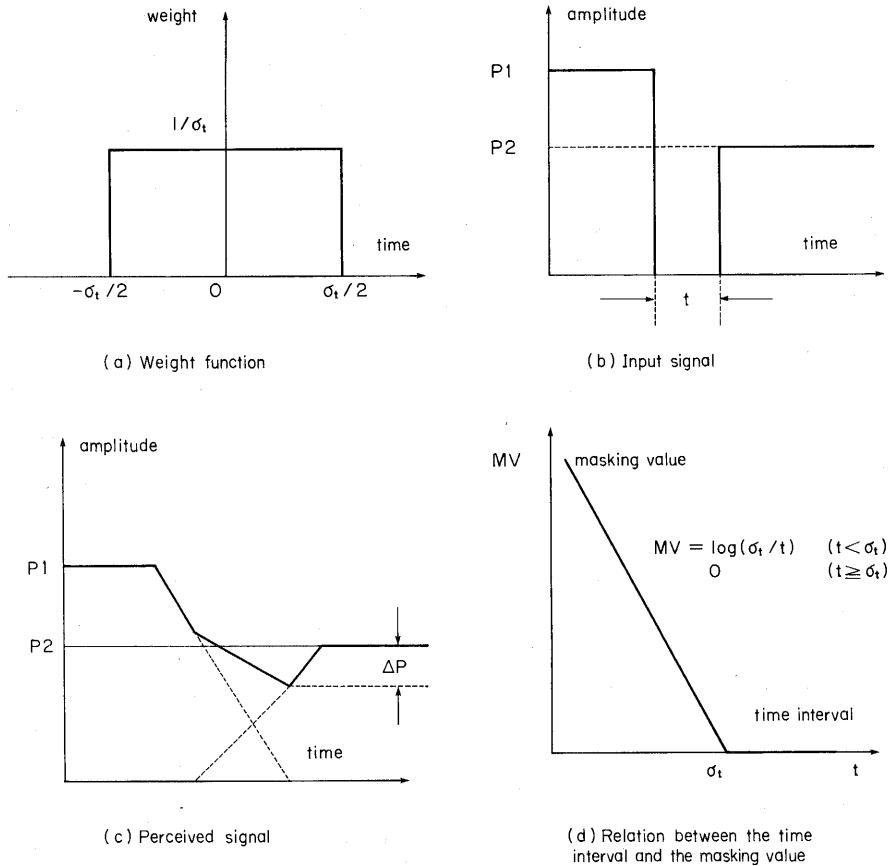 weight
1/σt
time
-σt/2
0
σt/2
(a) Weight function
amplitude
P1
P2
time
t
(b) Input signal
amplitude
P1
P2
ΔP
time
(c) Perceived signal
MV
masking value
MV = log(σt/t) (t<σt)
0 (t≧σt)
time interval
σt
t
(d) Relation between the time
interval and the masking value